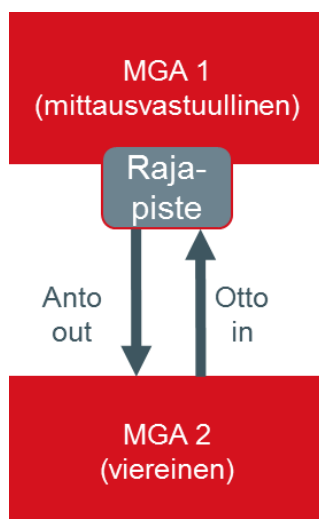 MGA 1
(mittausvastuullinen)
Raja-
piste
Anto
out
Otto
in
MGA 2
(viereinen)